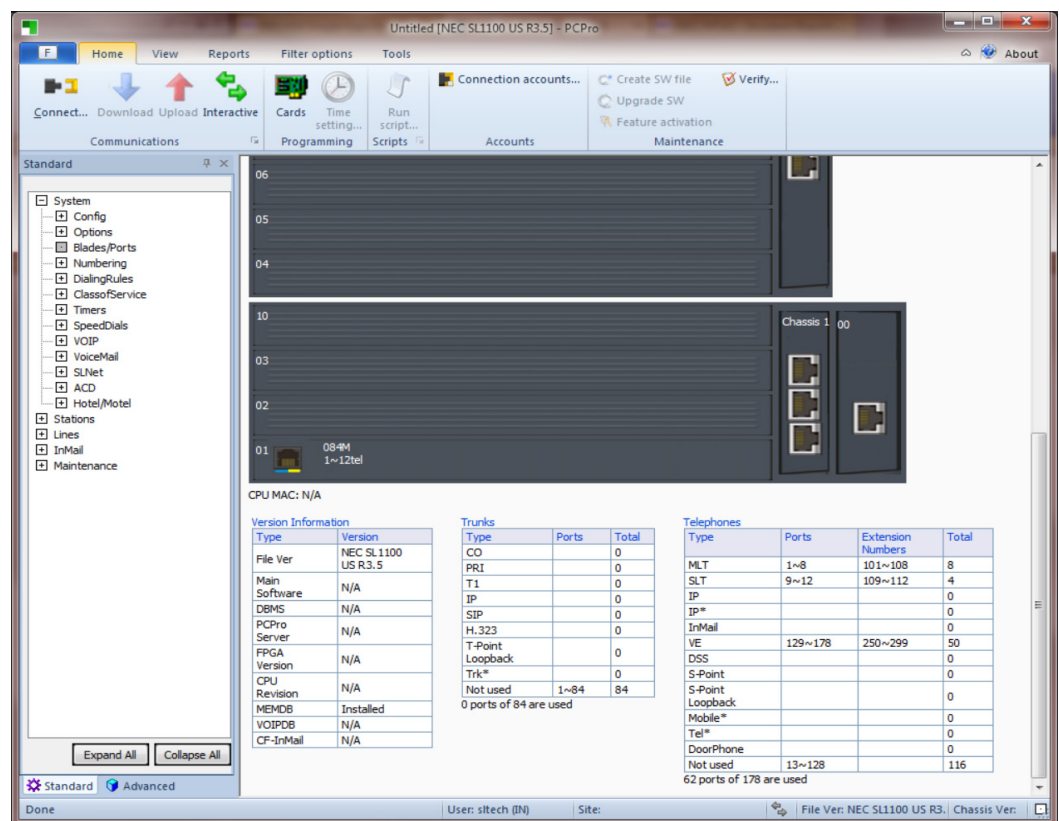 Untitled [NEC SL1100 US R3.5] - PCPro
F Home View Reports Filter options Tools About
Connect... Download Upload Interactive Cards Time setting... Run script...
Connection accounts...
Create SW file Verify...
Upgrade SW
Feature activation
Communications Programming Scripts Accounts Maintenance
Standard
System
Config
Options
Blades/Ports
Numbering
DialingRules
ClassofService
Timers
SpeedDials
VOIP
VoiceMail
SLNet
ACD
Hotel/Motel
Stations
Lines
InMail
Maintenance
Expand All Collapse All
Standard Advanced
06
05
04
10 Chassis 1 00
03
02
01 084M
1~12tel
CPU MAC: N/A
Version Information
Type Version
File Ver NEC SL1100 US R3.5
Main Software N/A
DBMS N/A
PCPro Server N/A
FPGA Version N/A
CPU Revision N/A
MEMDB Installed
VOIPDB N/A
CF-InMail N/A
Trunks
Type Ports Total
CO 0
PRI 0
T1 0
IP 0
SIP 0
H.323 0
T-Point Loopback 0
Trk* 0
Not used 1~84 84
0 ports of 84 are used
Telephones
Type Ports Extension Numbers Total
MLT 1~8 101~108 8
SLT 9~12 109~112 4
IP 0
IP* 0
InMail 0
VE 129~178 250~299 50
DSS 0
S-Point 0
S-Point Loopback 0
Mobile* 0
Tel* 0
DoorPhone 0
Not used 13~128 116
62 ports of 178 are used
Done User: sltech (IN) Site: File Ver: NEC SL1100 US R3. Chassis Ver: